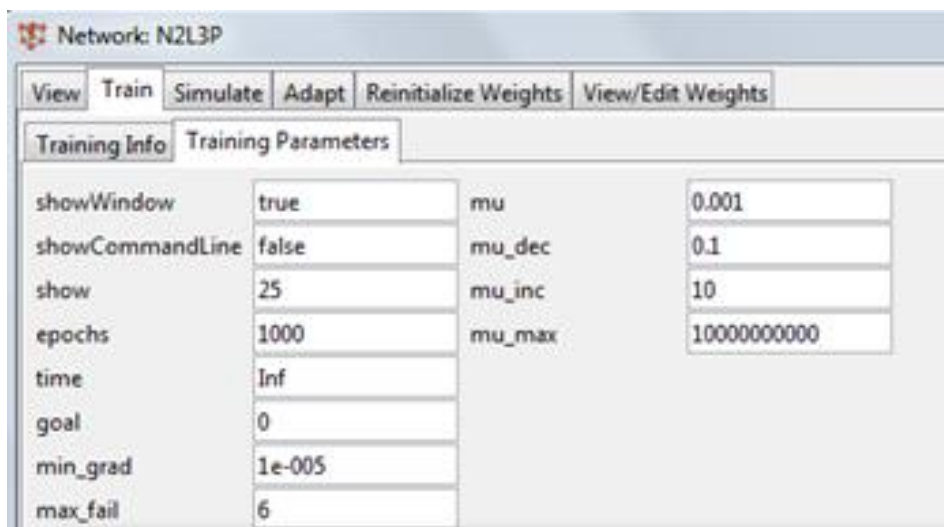 Network: N2L3P
View Train Simulate Adapt Reinitialize Weights View/Edit Weights
Training Info Training Parameters
showWindow true mu 0.001
showCommandLine false mu_dec 0.1
show 25 mu_inc 10
epochs 1000 mu_max 10000000000
time Inf
goal 0
min_grad 1e-005
max_fail 6